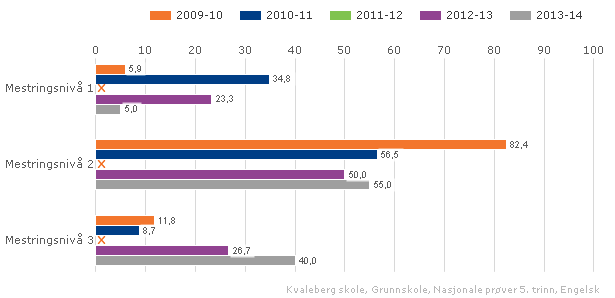 2009-10 2010-11 2011-12 2012-13 2013-14
0 10 20 30 40 50 60 70 80 90 100
5,9
Mestringsnivå 1 34,8
23,3
5,0
82,4
Mestringsnivå 2 56,5
50,0
55,0
11,8
Mestringsnivå 3 8,7
26,7
40,0
Kvaleberg skole, Grunnskole, Nasjonale prøver 5. trinn, Engelsk